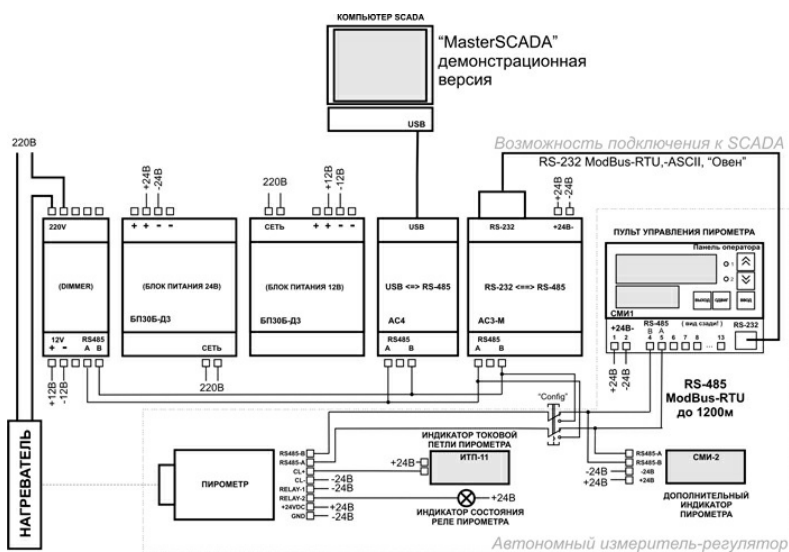 КОМПЬЮТЕР SCADA
“MasterSCADA”
демонстрационная
версия
USB
220В
Возможность подключения к SCADA
RS-232 ModBus-RTU,-ASCII, “Овен”
+24В
-24В
220В
+12В
-12В
+24В
-24В
220V
(DIMMER)
12V
+ -
RS485
A B
+ + - -
(БЛОК ПИТАНИЯ 24В)
БП30Б-Д3
СЕТЬ
СЕТЬ
+ + - -
(БЛОК ПИТАНИЯ 12В)
БП30Б-Д3
USB
USB <=> RS-485
АС4
RS485
A B
RS-232
+24В-
RS-232 <==> RS-485
АС3-М
RS485
A B
ПУЛЬТ УПРАВЛЕНИЯ ПИРОМЕТРА
Панель оператора
1
2
ВЫХОД
СДВИГ
ВВОД
СМИ1
+24В-
RS-485
B A
( вид сзади! )
RS-232
1 2 4 5 6 7 8 ... 13
+24В
-24В
+12В
-12В
220В
RS-485
ModBus-RTU
до 1200м
“Config”
НАГРЕВАТЕЛЬ
ПИРОМЕТР
RS485-B
RS485-A
CL+
CL-
RELAY-1
RELAY-2
+24VDC
GND
-24В
-24В
+24В
-24В
ИНДИКАТОР ТОКОВОЙ
ПЕТЛИ ПИРОМЕТРА
+24В
ИТП-11
+24В
ИНДИКАТОР СОСТОЯНИЯ
РЕЛЕ ПИРОМЕТРА
RS485-A
RS485-B
-24В
+24В
-24В
+24В
СМИ-2
ДОПОЛНИТЕЛЬНЫЙ
ИНДИКАТОР
ПИРОМЕТРА
Автономный измеритель-регулятор